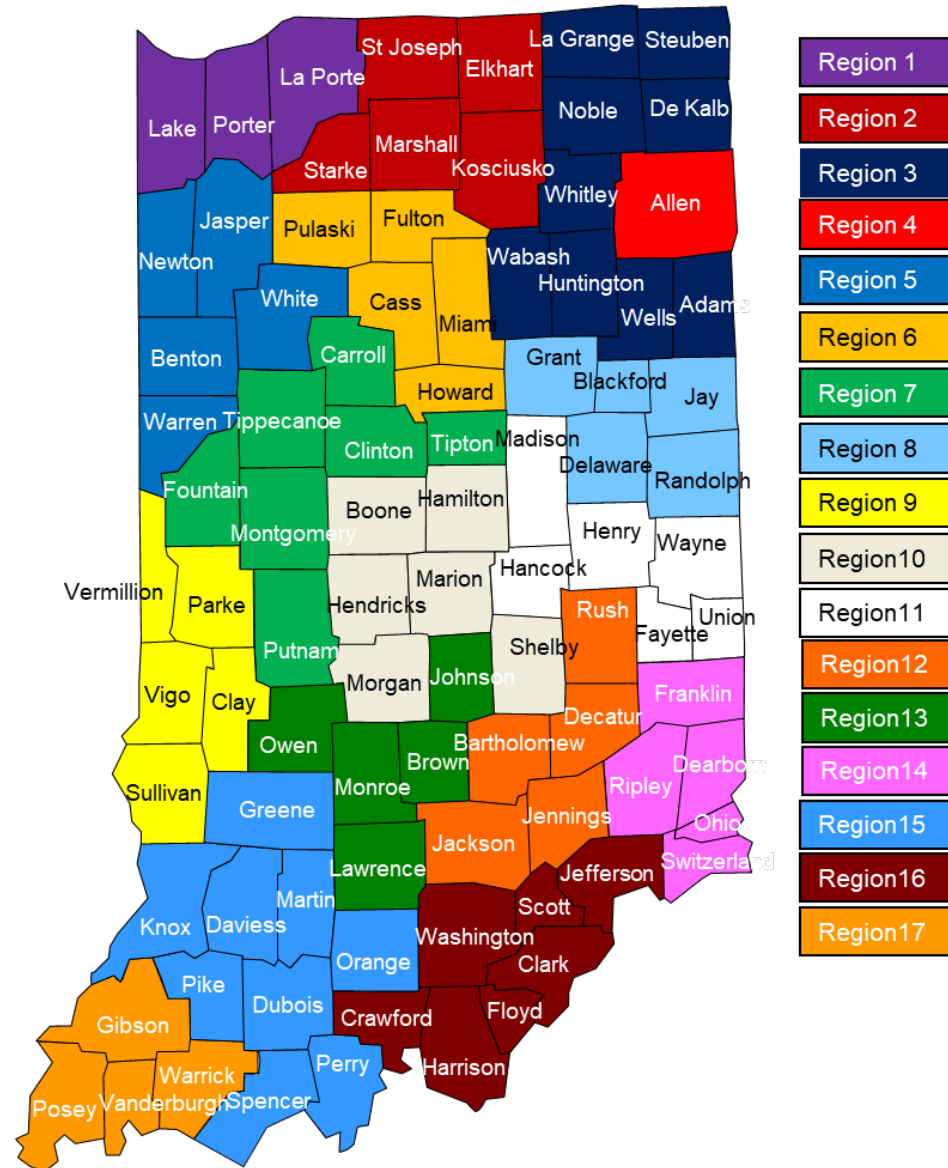 St Joseph
La Grange
Steuben
Elkhart
La Porte
Lake
Porter
Noble
De Kalb
Marshall
Starke
Kosciusko
Whitley
Allen
Jasper
Pulaski
Fulton
Newton
Wabash
Huntington
White
Cass
Miami
Wells
Adams
Benton
Carroll
Grant
Blackford
Jay
Howard
Warren
Tippecanoe
Clinton
Tipton
Madison
Delaware
Randolph
Fountain
Boone
Hamilton
Montgomery
Henry
Wayne
Vermillion
Parke
Hendricks
Marion
Hancock
Rush
Fayette
Union
Putnam
Shelby
Morgan
Johnson
Vigo
Clay
Franklin
Owen
Decatur
Bartholomew
Brown
Monroe
Dearborn
Ripley
Sullivan
Greene
Jennings
Ohio
Jackson
Lawrence
Switzerland
Jefferson
Martin
Scott
Knox
Daviess
Washington
Orange
Clark
Pike
Dubois
Floyd
Crawford
Gibson
Harrison
Perry
Warrick
Posey
Vanderburgh
Spencer
Region 1
Region 2
Region 3
Region 4
Region 5
Region 6
Region 7
Region 8
Region 9
Region10
Region11
Region12
Region13
Region14
Region15
Region16
Region17